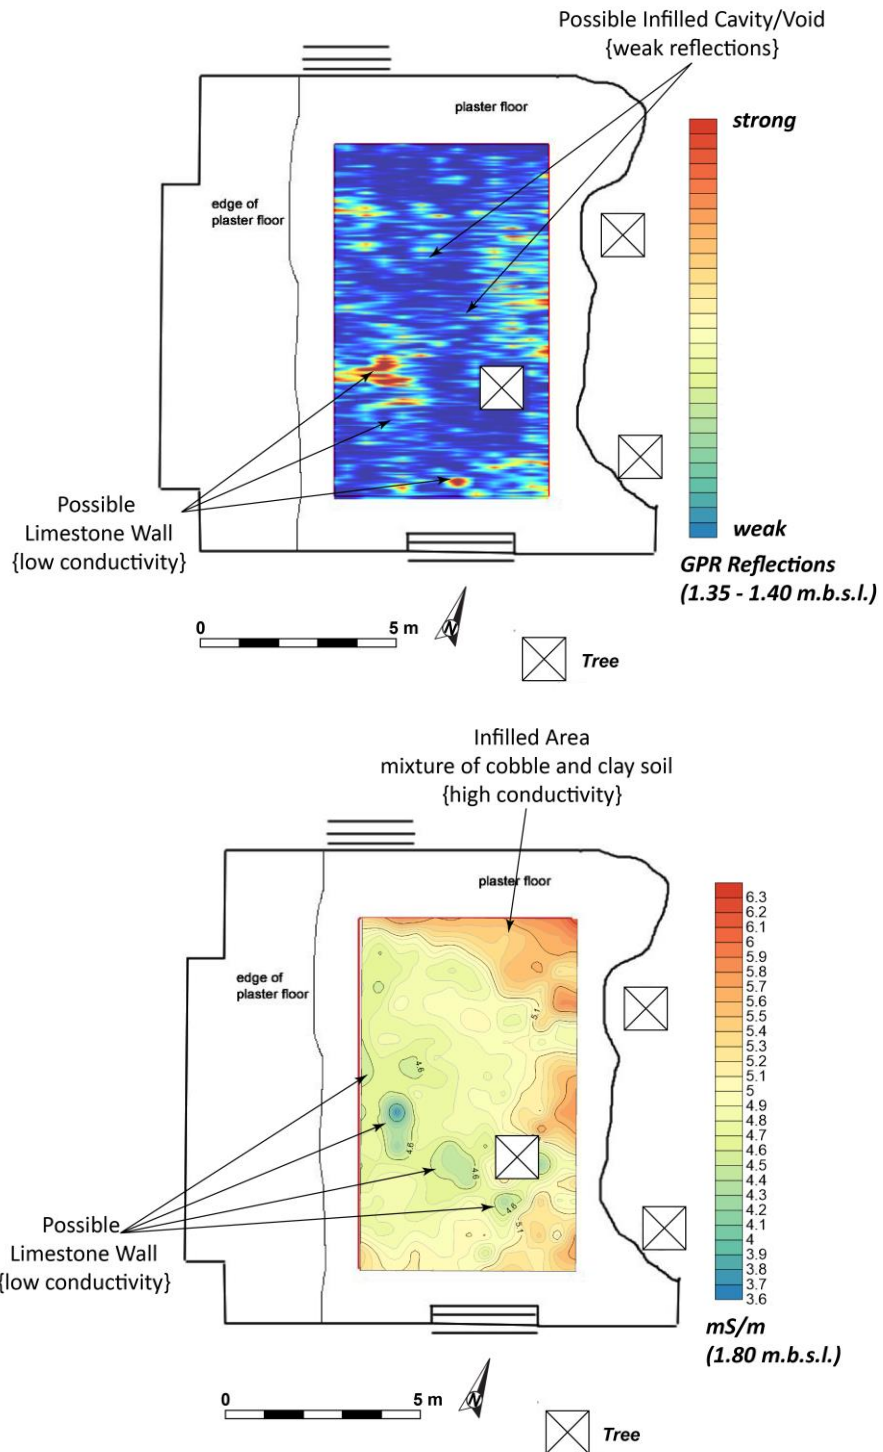 Possible Infilled Cavity/Void
{weak reflections}
plaster floor
strong
edge of
plaster floor
Possible
Limestone Wall
{low conductivity}
weak
GPR Reflections
(1.35 - 1.40 m.b.s.l.)
0 5 m
N
Tree
Infilled Area
mixture of cobble and clay soil
{high conductivity}
plaster floor
6.3
6.2
6.1
6
5.9
5.8
5.7
5.6
5.5
5.4
5.3
5.2
5.1
5
4.9
4.8
4.7
4.6
4.5
4.4
4.3
4.2
4.1
4
3.9
3.8
3.7
3.6
edge of
plaster floor
5.1
4.6
4.6
4.6
4.6
5.1
Possible
Limestone Wall
{low conductivity}
mS/m
(1.80 m.b.s.l.)
0 5 m
N
Tree